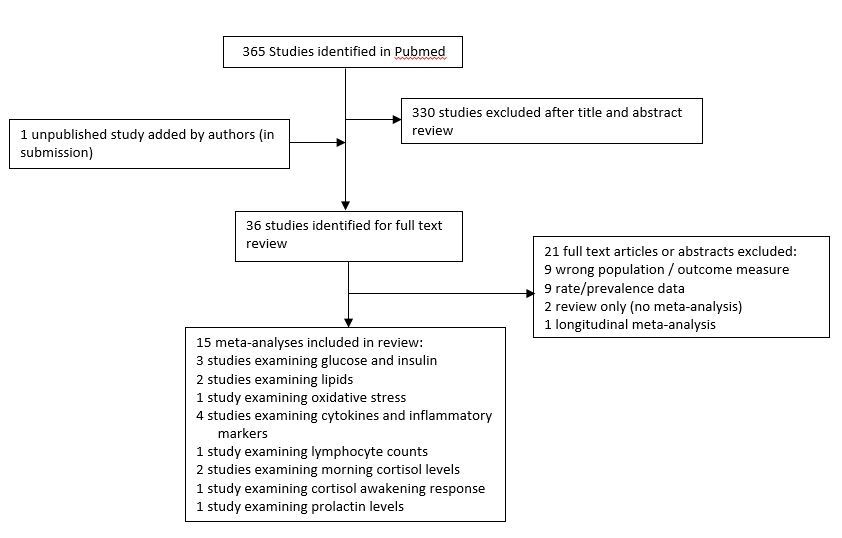 365 Studies identified in Pubmed
330 studies excluded after title and abstract
review
1 unpublished study added by authors (in
submission)
36 studies identified for full text
review
21 full text articles or abstracts excluded:
9 wrong population / outcome measure
9 rate/prevalence data
2 review only (no meta-analysis)
1 longitudinal meta-analysis
15 meta-analyses included in review:
3 studies examining glucose and insulin
2 studies examining lipids
1 study examining oxidative stress
4 studies examining cytokines and inflammatory
markers
1 study examining lymphocyte counts
2 studies examining morning cortisol levels
1 study examining cortisol awakening response
1 study examining prolactin levels